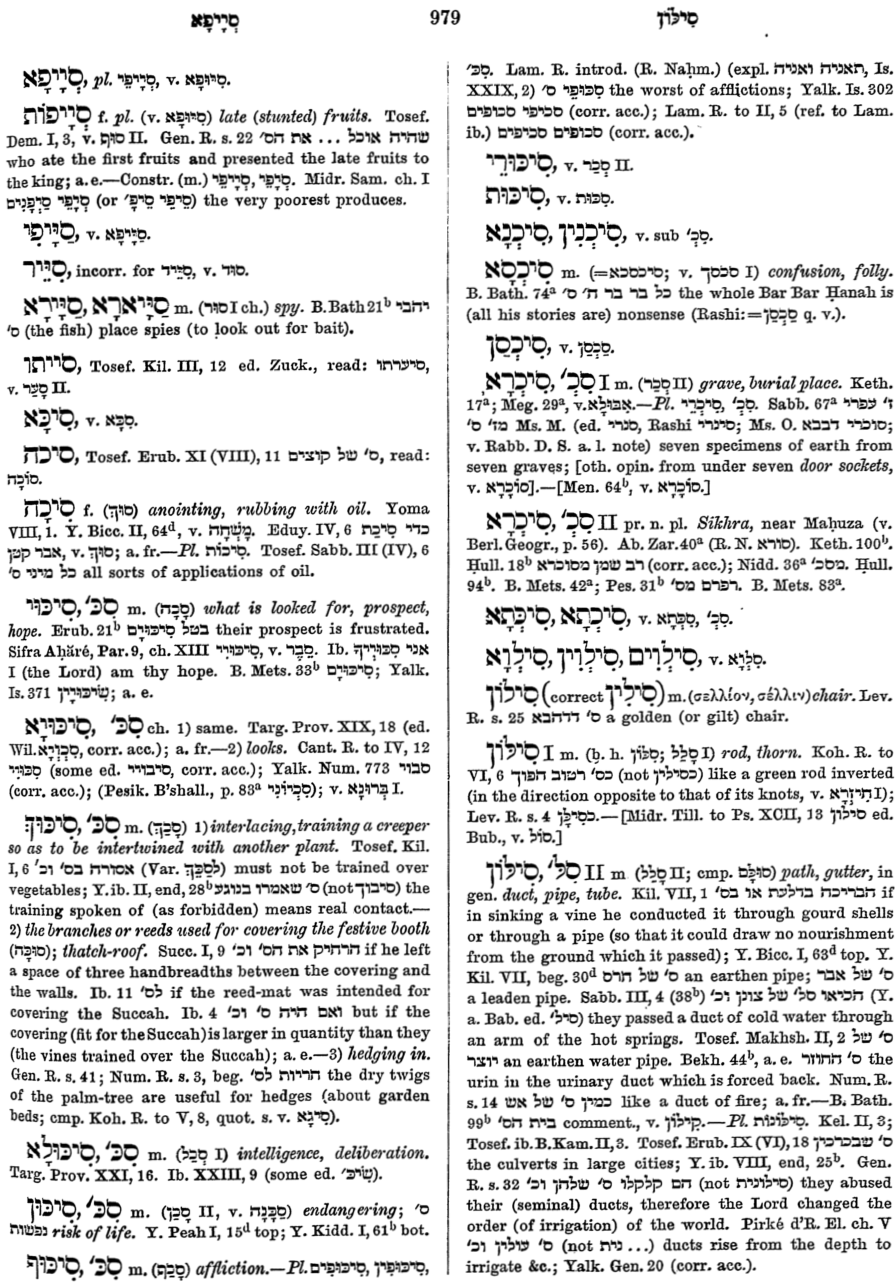 סְיָיפָא 979 סִילּוֹן
סְיָיפָא, pl. סְיָיפֵי, v. סִיּוּפָא.
סְיָיפוֹת f. pl. (v. סִיּוּפָא) late (stunted) fruits. Tosef.
Dem. I, 3, v. סוּף II. Gen. R. s. 22 שהיה אוכל ... את הס'
who ate the first fruits and presented the late fruits to
the king; a. e.—Constr. (m.) סְיָיפֵי, סְיָיפֵי. Midr. Sam. ch. I
סְיָפֵי סַיְפָנִים (or סִיפֵי סֵיפָ') the very poorest produces.
סַיָּיפִי, v. סַיָּיפָא.
סִיֵּיר, incorr. for סִיֵּיד, v. סוּד.
סַיָּיארָא, סַיָּירָא m. (סוּר I ch.) spy. B. Bath 21ᵇ יהבי
ס' (the fish) place spies (to look out for bait).
סייתו, Tosef. Kil. III, 12 ed. Zuck., read: סיערתו,
v. סָעַר II.
סִיכָּא, v. סִכָּא.
סיכה, Tosef. Erub. XI (VIII), 11 ס' של קוצים, read:
סוֹכָה.
סִיכָה f. (סוּךְ) anointing, rubbing with oil. Yoma
VIII, 1. Y. Bicc. II, 64ᵈ, v. מִשְׁחָה. Eduy. IV, 6 כדי סיכת
אבר קטן, v. סוּךְ; a. fr.—Pl. סִיכוֹת. Tosef. Sabb. III (IV), 6
כל מיני ס' all sorts of applications of oil.
סִכּ', סִיכּוּי m. (סָכָה) what is looked for, prospect,
hope. Erub. 21ᵇ בטל סיכוים their prospect is frustrated.
Sifra Aḥăré, Par. 9, ch. XIII סִיכּוּיִי, v. סֵבֶר. Ib. אני סִכּוּיְיךָ
I (the Lord) am thy hope. B. Mets. 33ᵇ סיכוים; Yalk.
Is. 371 שִׂיכּוּיִין; a. e.
סִכּ', סִיכּוּיָא ch. 1) same. Targ. Prov. XIX, 18 (ed.
Wil. סְכְוְיָא, corr. acc.); a. fr.—2) looks. Cant. R. to IV, 12
סִכּוּיֵי (some ed. סיבויי, corr. acc.); Yalk. Num. 773 סבוי
(corr. acc.); (Pesik. B'shall., p. 83ᵃ סְכִיוֹנֵי); v. בְּרוּנָא I.
סִכּ', סִיכּוּךְ m. (סָכַךְ) 1) interlacing, training a creeper
so as to be intertwined with another plant. Tosef. Kil.
I, 6 אסורה בס' וכ' (Var. לְסַכֵּךְ) must not be trained over
vegetables; Y. ib. II, end, 28ᵇ ס' שאמרו בנוגע (not סיבוך) the
training spoken of (as forbidden) means real contact.—
2) the branches or reeds used for covering the festive booth
(סוּכָּה); thatch-roof. Succ. I, 9 הרחיק את הס' וכ' if he left
a space of three handbreadths between the covering and
the walls. Ib. 11 לס' if the reed-mat was intended for
covering the Succah. Ib. 4 ואם היה ס' וכ' but if the
covering (fit for the Succah) is larger in quantity than they
(the vines trained over the Succah); a. e.—3) hedging in.
Gen. R. s. 41; Num. R. s. 3, beg. חריות לס' the dry twigs
of the palm-tree are useful for hedges (about garden
beds; cmp. Koh. R. to V, 8, quot. s. v. סִינָא).
סִכּ', סִיכּוּלָא m. (סְכַל I) intelligence, deliberation.
Targ. Prov. XXI, 16. Ib. XXIII, 9 (some ed. שִׂיכּ').
סִכּ', סִיכּוּן m. (סָכַן II, v. סַכָּנָה) endangering; ס'
נפשות risk of life. Y. Peah I, 15ᵈ top; Y. Kidd. I, 61ᵇ bot.
סִכּ', סִיכּוּף m. (סָכַף) affliction.—Pl. סִיכּוּפִים, סִיכּוּפִין,
סִכּ'. Lam. R. introd. (R. Naḥm.) (expl. תאניה ואניה, Is.
XXIX, 2) סִכּוּפֵי ס' the worst of afflictions; Yalk. Is. 302
סכיפי סכופים (corr. acc.); Lam. R. to II, 5 (ref. to Lam.
ib.) סכופים סכיפים (corr. acc.).
סִיכּוּרֵי, v. סְכַר II.
סִיכּוּת, v. סִכּוּת.
סִיכְנָא, סִיכְנִין, v. sub סִכְ'.
סִיכְסָא m. (=סיכסכא; v. סכסך I) confusion, folly.
B. Bath. 74ᵃ כל בר בר ח' ס' the whole Bar Bar Ḥanah is
(all his stories are) nonsense (Rashi: =סַכְסָן q. v.).
סִיכְסָן, v. סַכְסָן.
סִכְ', סִיכְרָא I m. (סְכַר II) grave, burial place. Keth.
17ᵃ; Meg. 29ᵃ, v. אַבּוּלָא.—Pl. סִכְ', סִיכְרֵי. Sabb. 67ᵃ ז' עפרי
מז' ס' Ms. M. (ed. סנרי, Rashi סינרי; Ms. O. סוכרי דבבא;
v. Rabb. D. S. a. l. note) seven specimens of earth from
seven graves; [oth. opin. from under seven door sockets,
v. סוֹכְרָא].—[Men. 64ᵇ, v. סוֹכְרָא.]
סִכְ', סִיכְרָא II pr. n. pl. Sikhra, near Maḥuza (v.
Berl. Geogr., p. 56). Ab. Zar. 40ᵃ (R. N. סורא). Keth. 100ᵇ.
Ḥull. 18ᵇ רב שמן מסוכרא (corr. acc.); Nidd. 36ᵃ מסכ'. Ḥull.
94ᵇ. B. Mets. 42ᵃ; Pes. 31ᵇ רפרם מס'. B. Mets. 83ᵃ.
סִיכְתָא, סִיכְּתָא, v. סִכְּתָא, סִכְ'.
סִילְוָא, סִילְוִין, סִילְוִים, v. סִלְוָא.
סִילוֹן (correct סִילִין) m. (σελλίον, σέλλιν) chair. Lev.
R. s. 25 ס' דדהבא a golden (or gilt) chair.
סִילּוֹן I m. (b. h. סִלּוֹן; סָלַל I) rod, thorn. Koh. R. to
VI, 6 כס' רטוב הפוך (not כסילין) like a green rod inverted
(in the direction opposite to that of its knots, v. חִיזְרָא I);
Lev. R. s. 4 כסִילָן.—[Midr. Till. to Ps. XCII, 13 סילון ed.
Bub., v. סוֹל.]
סִל', סִילּוֹן II m (סָלַל II; cmp. סוּלָּם) path, gutter, in
gen. duct, pipe, tube. Kil. VII, 1 הבריכה בדלעת או בס' if
in sinking a vine he conducted it through gourd shells
or through a pipe (so that it could draw no nourishment
from the ground which it passed); Y. Bicc. I, 63ᵈ top. Y.
Kil. VII, beg. 30ᵈ ס' של חרס an earthen pipe; ס' של אבר
a leaden pipe. Sabb. III, 4 (38ᵇ) הביאו סל' של צונן וכ' (Y.
a. Bab. ed. סיל') they passed a duct of cold water through
an arm of the hot springs. Tosef. Makhsh. II, 2 ס' של
יוצר an earthen water pipe. Bekh. 44ᵇ, a. e. ס' החוזר the
urin in the urinary duct which is forced back. Num. R.
s. 14 כמין ס' של אש like a duct of fire; a. fr.—B. Bath.
99ᵇ בית הס' comment., v. קִילוֹן.—Pl. סִילוֹנוֹת. Kel. II, 3;
Tosef. ib. B. Kam. II, 3. Tosef. Erub. IX (VI), 18 ס' שבכרכין
the culverts in large cities; Y. ib. VIII, end, 25ᵇ. Gen.
R. s. 32 הם קלקלו ס' שלהן וכ' (not סילונית) they abused
their (seminal) ducts, therefore the Lord changed the
order (of irrigation) of the world. Pirké d'R. El. ch. V
ס' עולין וכ' (not נית ...) ducts rise from the depth to
irrigate &c.; Yalk. Gen. 20 (corr. acc.).